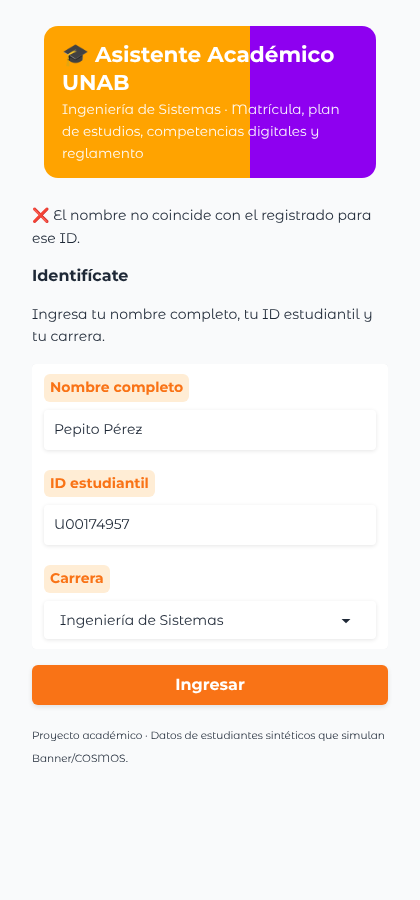 🎓 Asistente Académico
UNAB
Ingeniería de Sistemas · Matrícula, plan
de estudios, competencias digitales y
reglamento
❌ El nombre no coincide con el registrado para
ese ID.
Identifícate
Ingresa tu nombre completo, tu ID estudiantil y
tu carrera.
Nombre completo
Pepito Pérez
ID estudiantil
U00174957
Carrera
Ingeniería de Sistemas
Ingresar
Proyecto académico · Datos de estudiantes sintéticos que simulan
Banner/COSMOS.